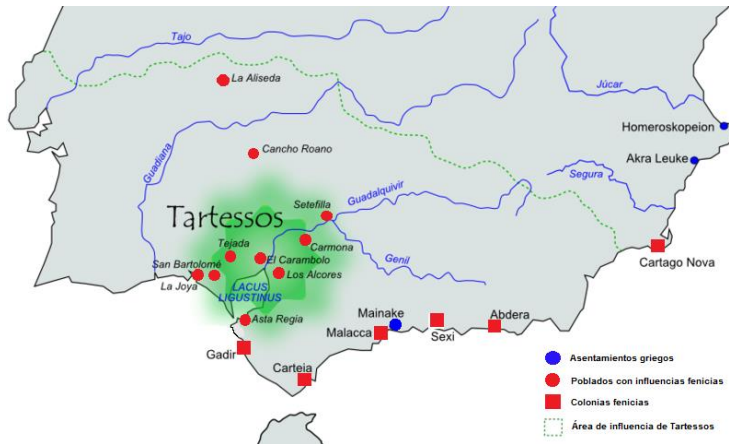 Tajo
La Aliseda
Júcar
Homeroskopeion
Cancho Roano
Akra Leuke
Guadiana
Segura
Guadalquivir
Setefilla
Tartessos
Carmona
Tejada
Cartago Nova
El Carambolo
San Bartolomé
Genil
Los Alcores
La Joya
LACUS
LIGUSTINUS
Asta Regia
Mainake
Abdera
Malacca
Sexi
Gadir
Carteia
Asentamientos griegos
Poblados con influencias fenicias
Colonias fenicias
Área de influencia de Tartessos